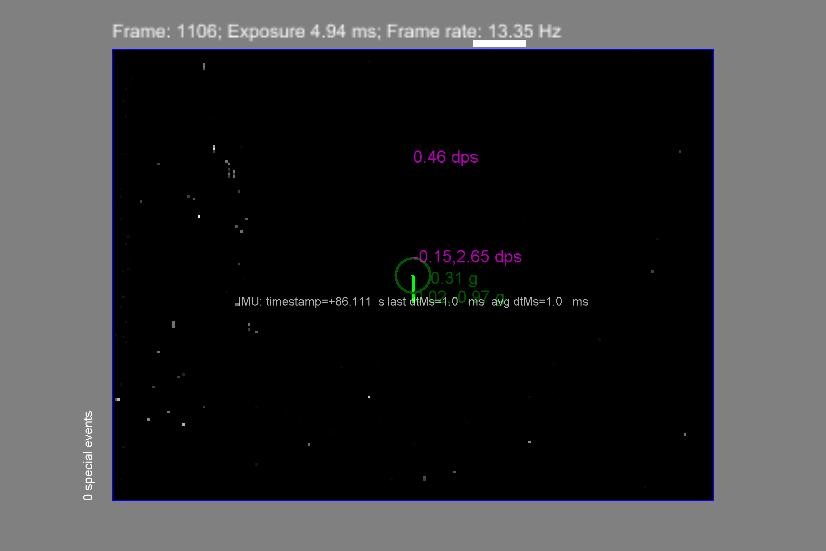 Frame: 1106; Exposure 4.94 ms; Frame rate: 13.35 Hz
0.46 dps
-0.15,2.65 dps
0.31 g
IMU: timestamp=+86.111 s last dtMs=1.0 ms avg dtMs=1.0 ms
0 special events